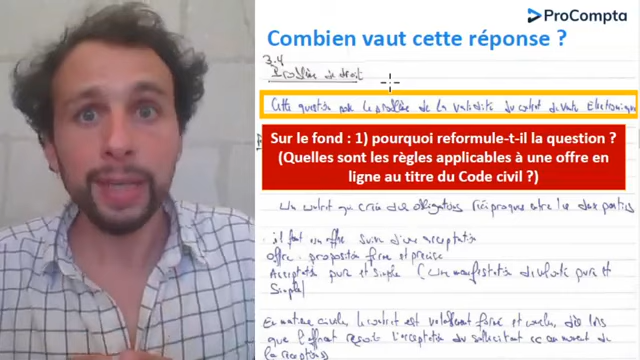 ProCompta
Combien vaut cette réponse ?
3.4
Problème de droit
Cette question pose le problème de la validité du contrat de vente électronique
Sur le fond : 1) pourquoi reformule-t-il la question ?
(Quelles sont les règles applicables à une offre en
ligne au titre du Code civil ?)
Un contrat qui crée des obligations réciproques entre les deux parties
il faut une offre suivie d'une acceptation
offre : proposition ferme et précise
Acceptation pure et simple ( une manifestation de volonté pure et
simple)
En matière civile, le contrat est valablement formé et conclu dès lors
que l'offrant reçoit l'acceptation du sollicitant
la réception)